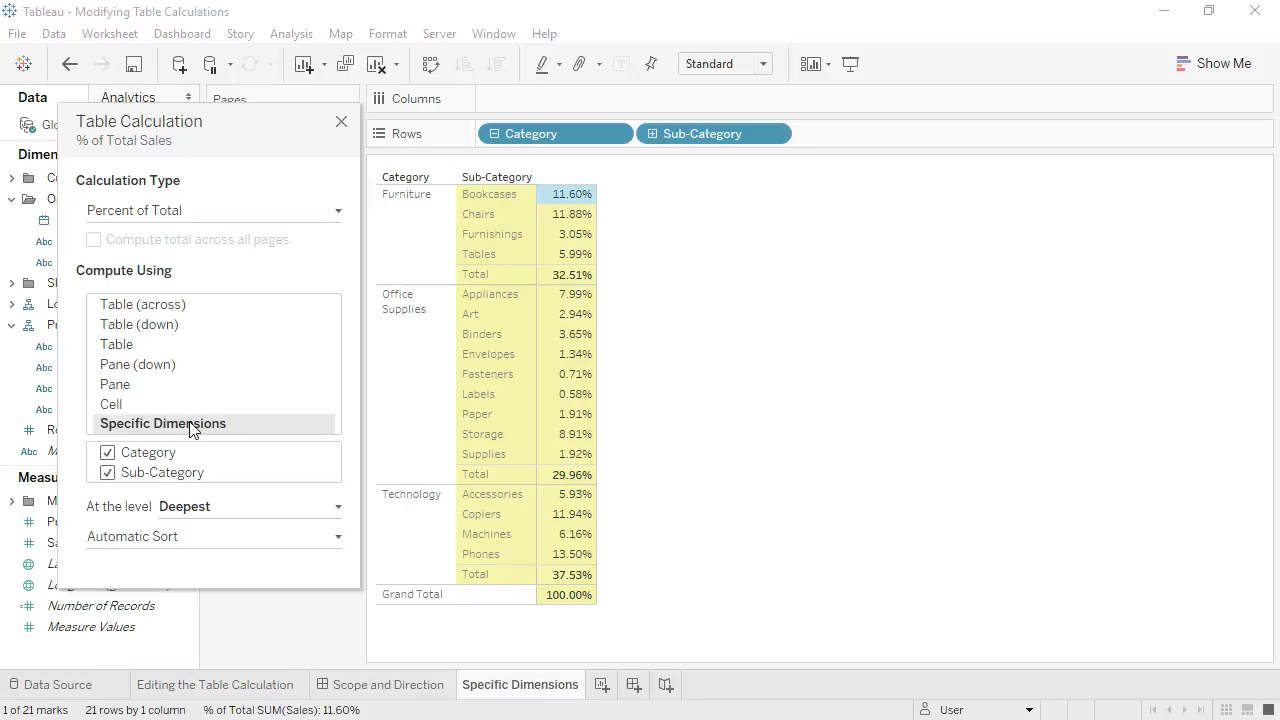 Tableau - Modifying Table Calculations
File Data Worksheet Dashboard Story Analysis Map Format Server Window Help
Standard
Show Me
Data Analytics
Pages
Columns
Rows Category Sub-Category
Table Calculation
% of Total Sales
Calculation Type
Percent of Total
Compute total across all pages
Compute Using
Table (across)
Table (down)
Table
Pane (down)
Pane
Cell
Specific Dimensions
Category
Sub-Category
At the level Deepest
Automatic Sort
Number of Records
Measure Values
Category Sub-Category
Furniture Bookcases 11.60%
Chairs 11.88%
Furnishings 3.05%
Tables 5.99%
Total 32.51%
Office Supplies Appliances 7.99%
Art 2.94%
Binders 3.65%
Envelopes 1.34%
Fasteners 0.71%
Labels 0.58%
Paper 1.91%
Storage 8.91%
Supplies 1.92%
Total 29.96%
Technology Accessories 5.93%
Copiers 11.94%
Machines 6.16%
Phones 13.50%
Total 37.53%
Grand Total 100.00%
Data Source Editing the Table Calculation Scope and Direction Specific Dimensions
1 of 21 marks 21 rows by 1 column % of Total SUM(Sales): 11.60% User